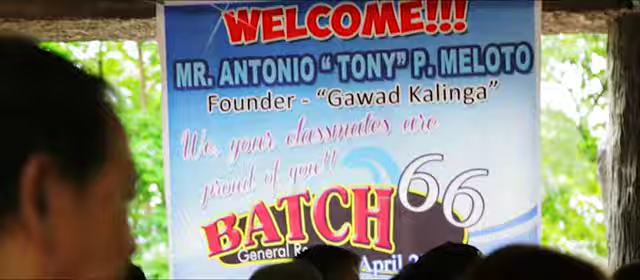 WELCOME!!!
MR. ANTONIO "TONY" P. MELOTO
Founder - "Gawad Kalinga"
We, your classmates are
proud of you!!
BATCH 66
General
April